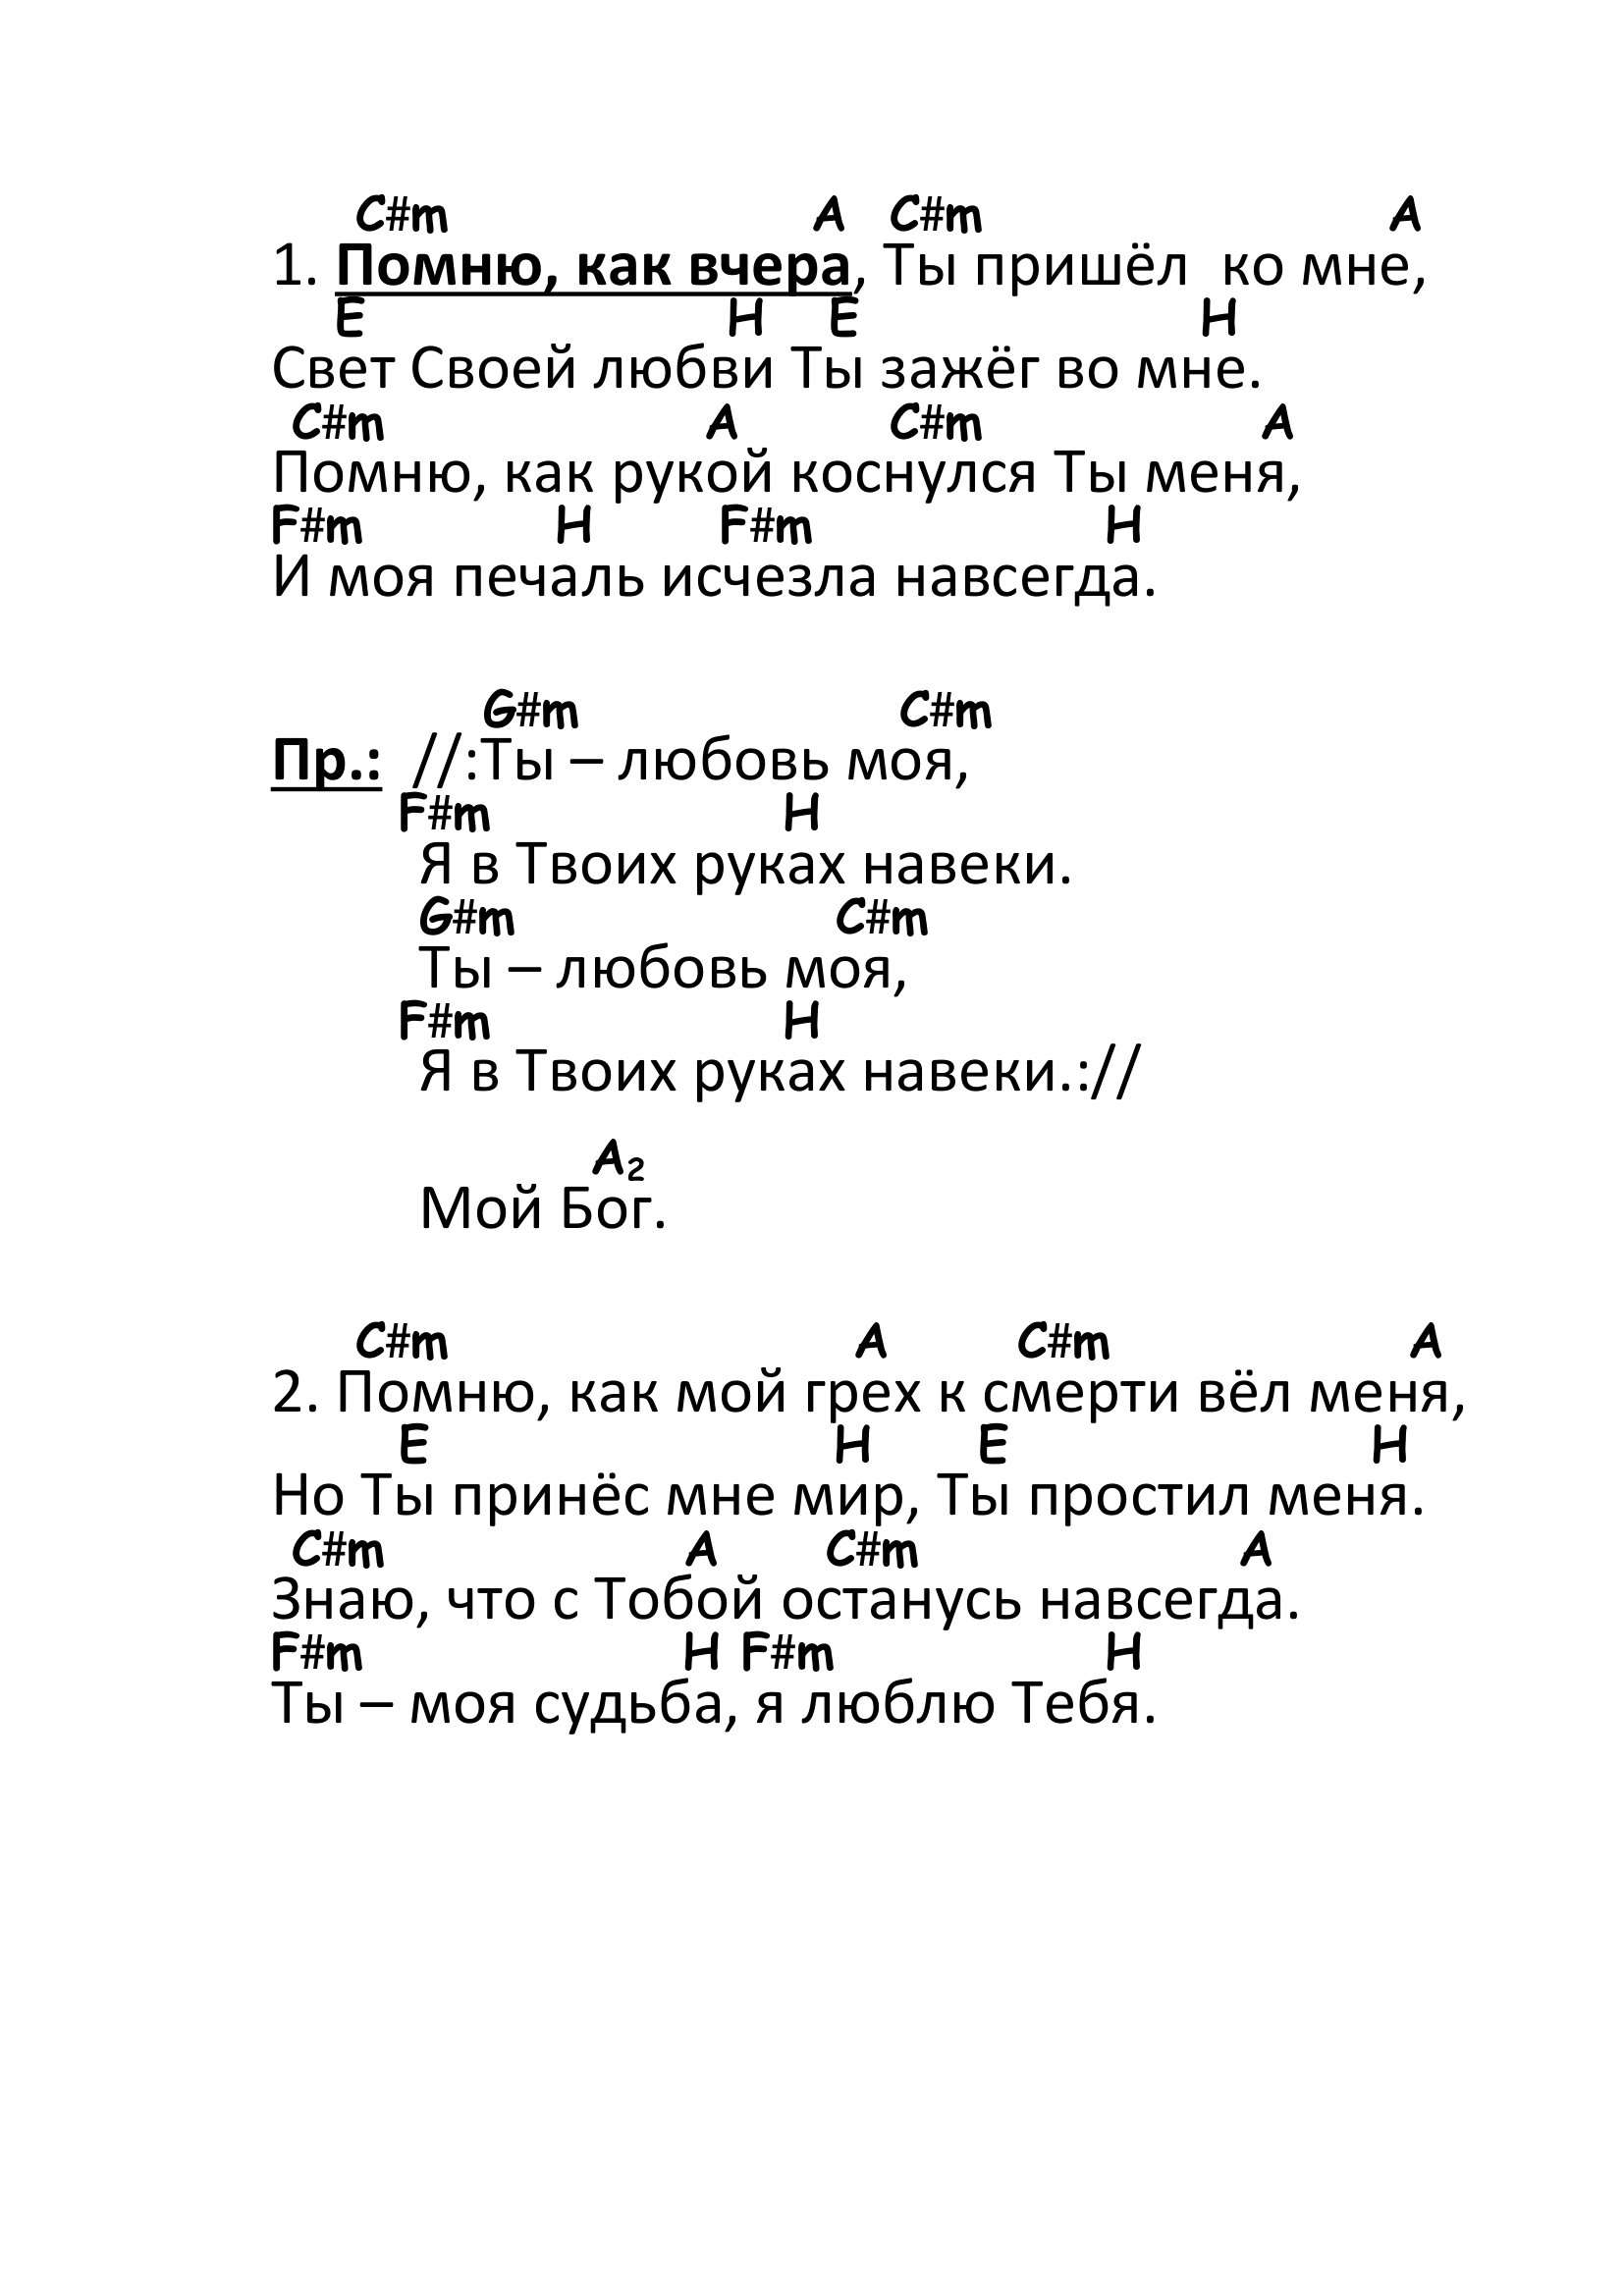 C#m A C#m A
1. Помню, как вчера, Ты пришёл  ко мне,
E H E H
Свет Своей любви Ты зажёг во мне.
C#m A C#m A
Помню, как рукой коснулся Ты меня,
F#m H F#m H
И моя печаль исчезла навсегда.
G#m C#m
Пр.: //:Ты – любовь моя,
F#m H
Я в Твоих руках навеки.
G#m C#m
Ты – любовь моя,
F#m H
Я в Твоих руках навеки.://
A2
Мой Бог.
C#m A C#m A
2. Помню, как мой грех к смерти вёл меня,
E H E H
Но Ты принёс мне мир, Ты простил меня.
C#m A C#m A
Знаю, что с Тобой останусь навсегда.
F#m H F#m H
Ты – моя судьба, я люблю Тебя.